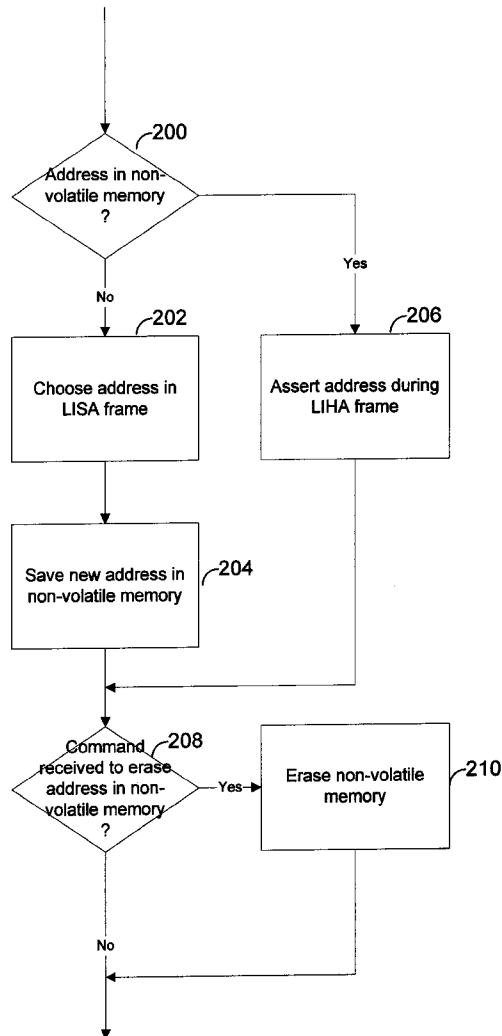 200
Address in non-
volatile memory
?
Yes
No
202
206
Choose address in
LISA frame
Assert address during
LIHA frame
Save new address in
non-volatile memory
204
208
Command
received to erase
address in non-
volatile memory
?
Yes
Erase non-volatile
memory
210
No